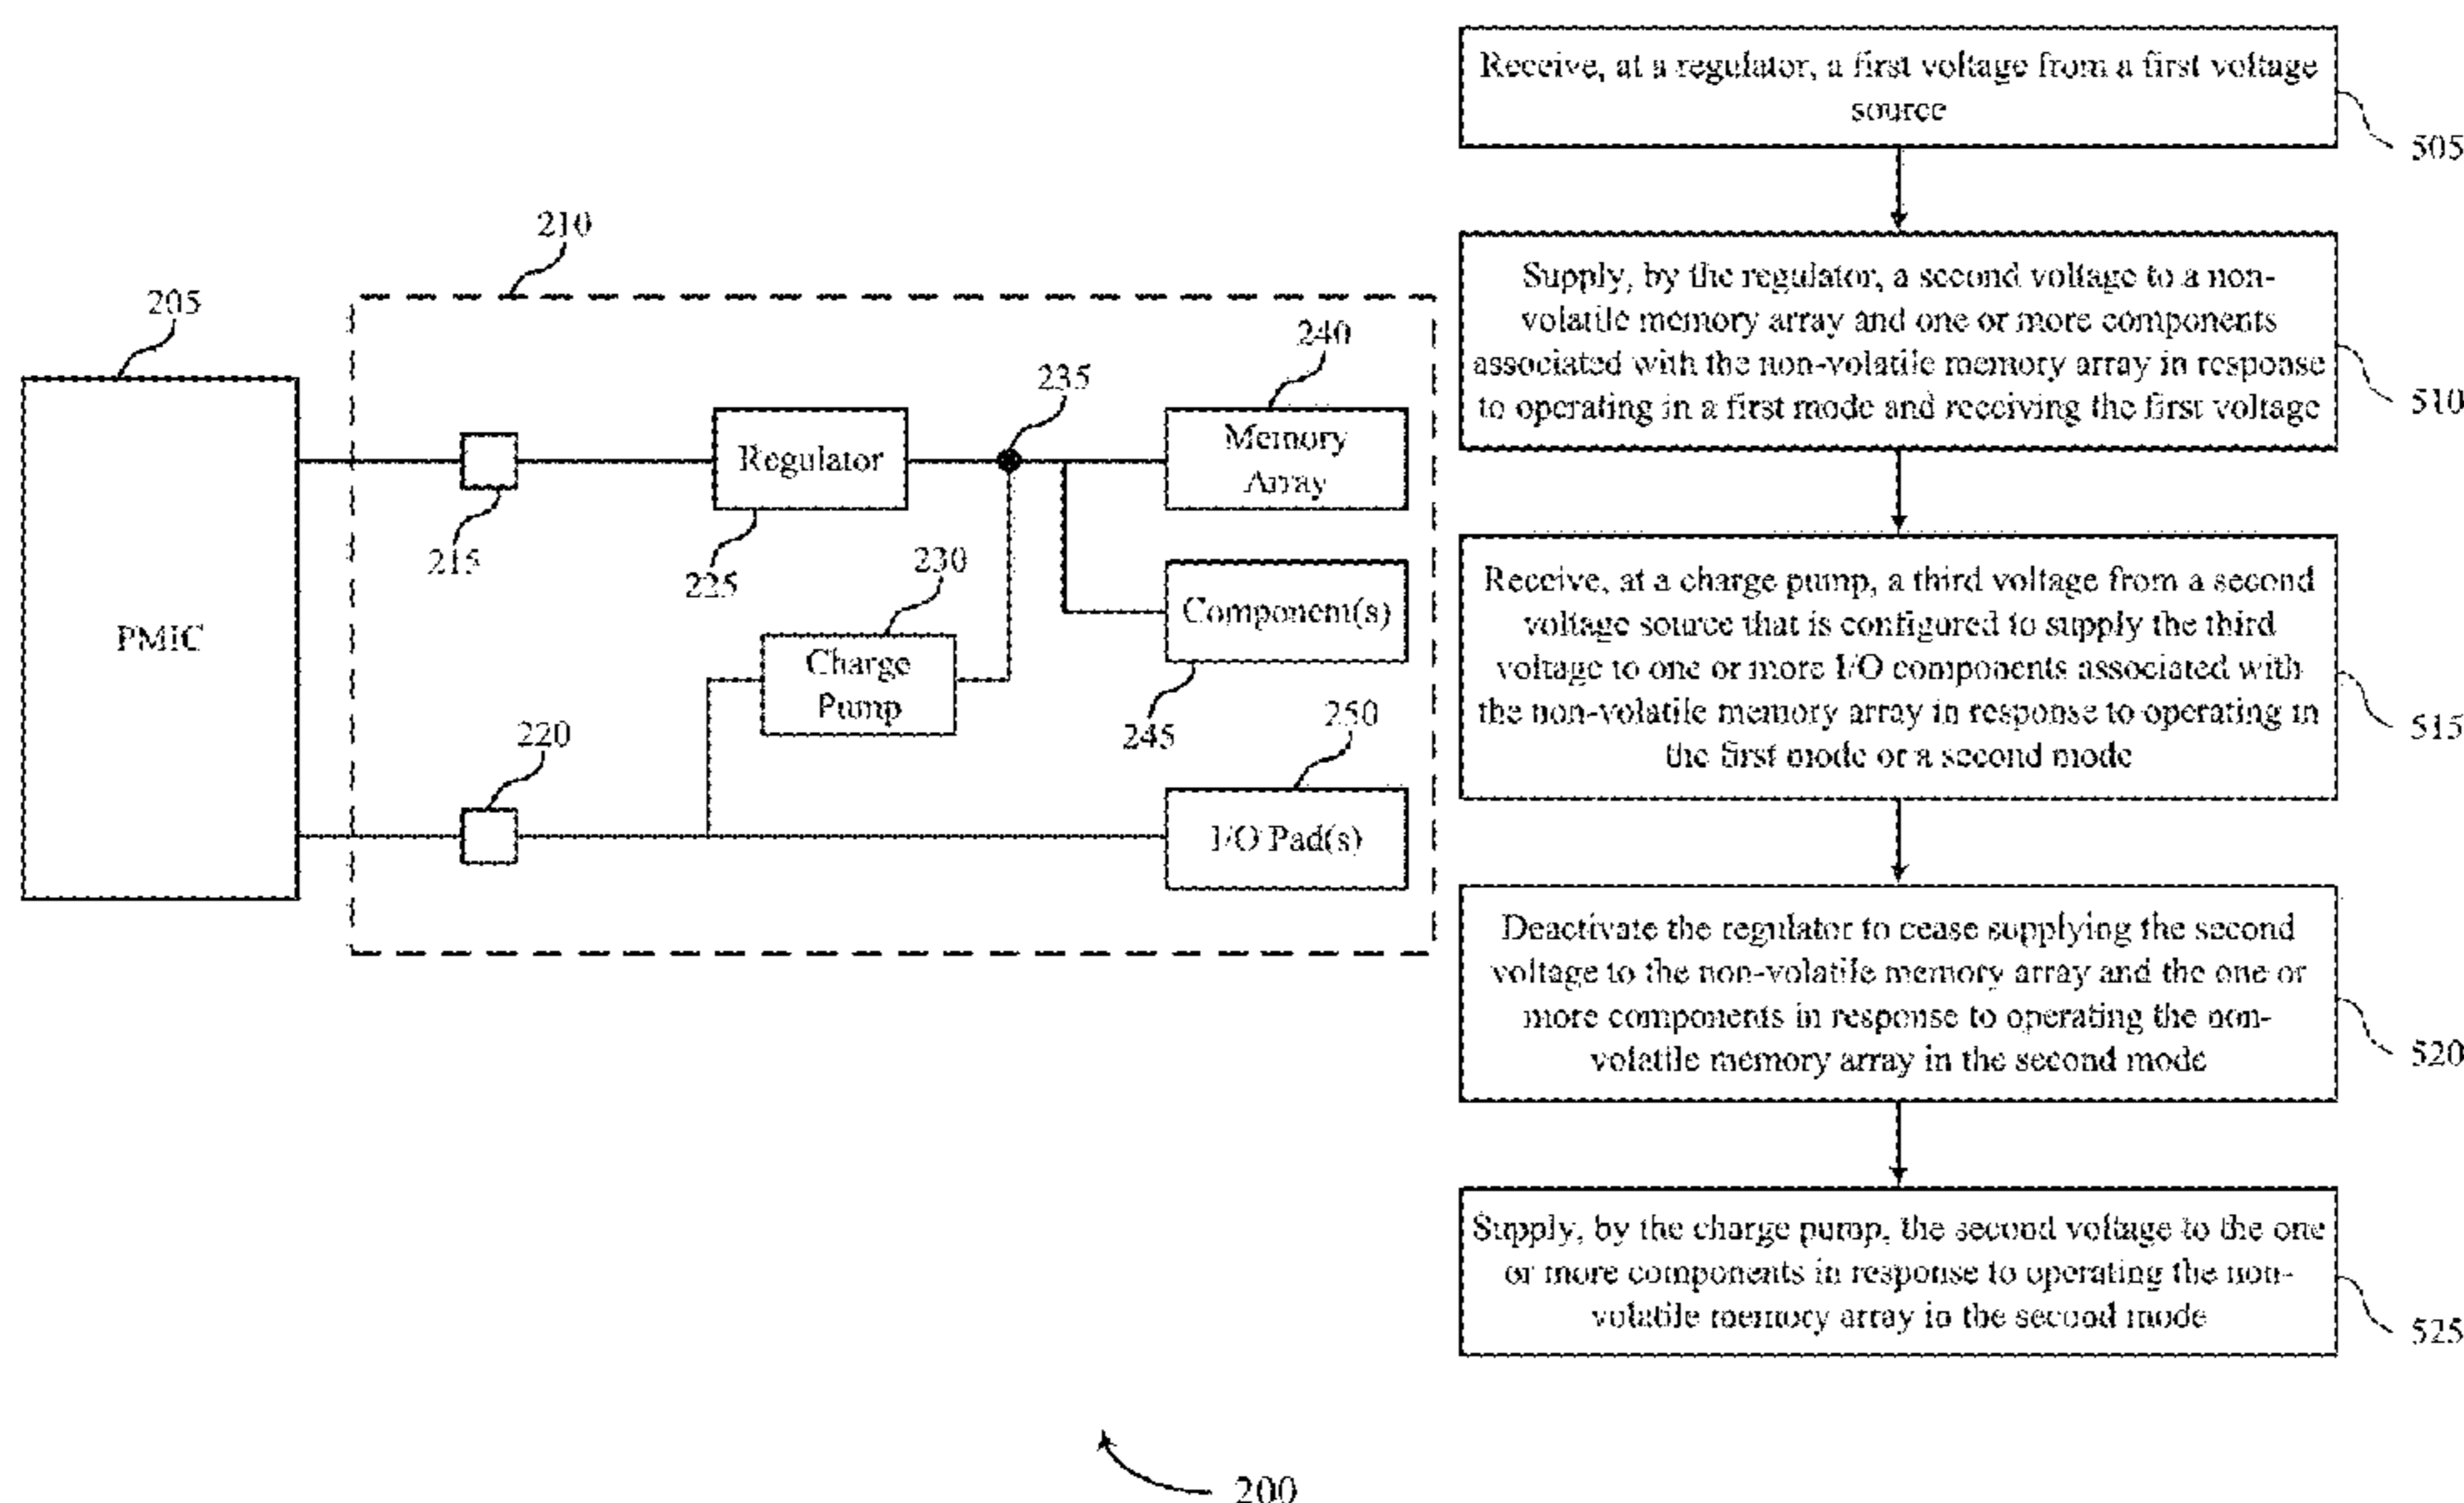 210
205
240
235
Regulator
Memory
Array
215
225
230
PMIC
Component(s)
Charge
Pump
220
245
250
I/O Pad(s)
200
Receive, at a regulator, a first voltage from a first voltage
source
505
Supply, by the regulator, a second voltage to a non-
volatile memory array and one or more components
associated with the non-volatile memory array in response
to operating in a first mode and receiving the first voltage
510
Receive, at a charge pump, a third voltage from a second
voltage source that is configured to supply the third
voltage to one or more I/O components associated with
the non-volatile memory array in response to operating in
the first mode or a second mode
515
Deactivate the regulator to cease supplying the second
voltage to the non-volatile memory array and the one or
more components in response to operating the non-
volatile memory array in the second mode
520
Supply, by the charge pump, the second voltage to the one
or more components in response to operating the non-
volatile memory array in the second mode
525